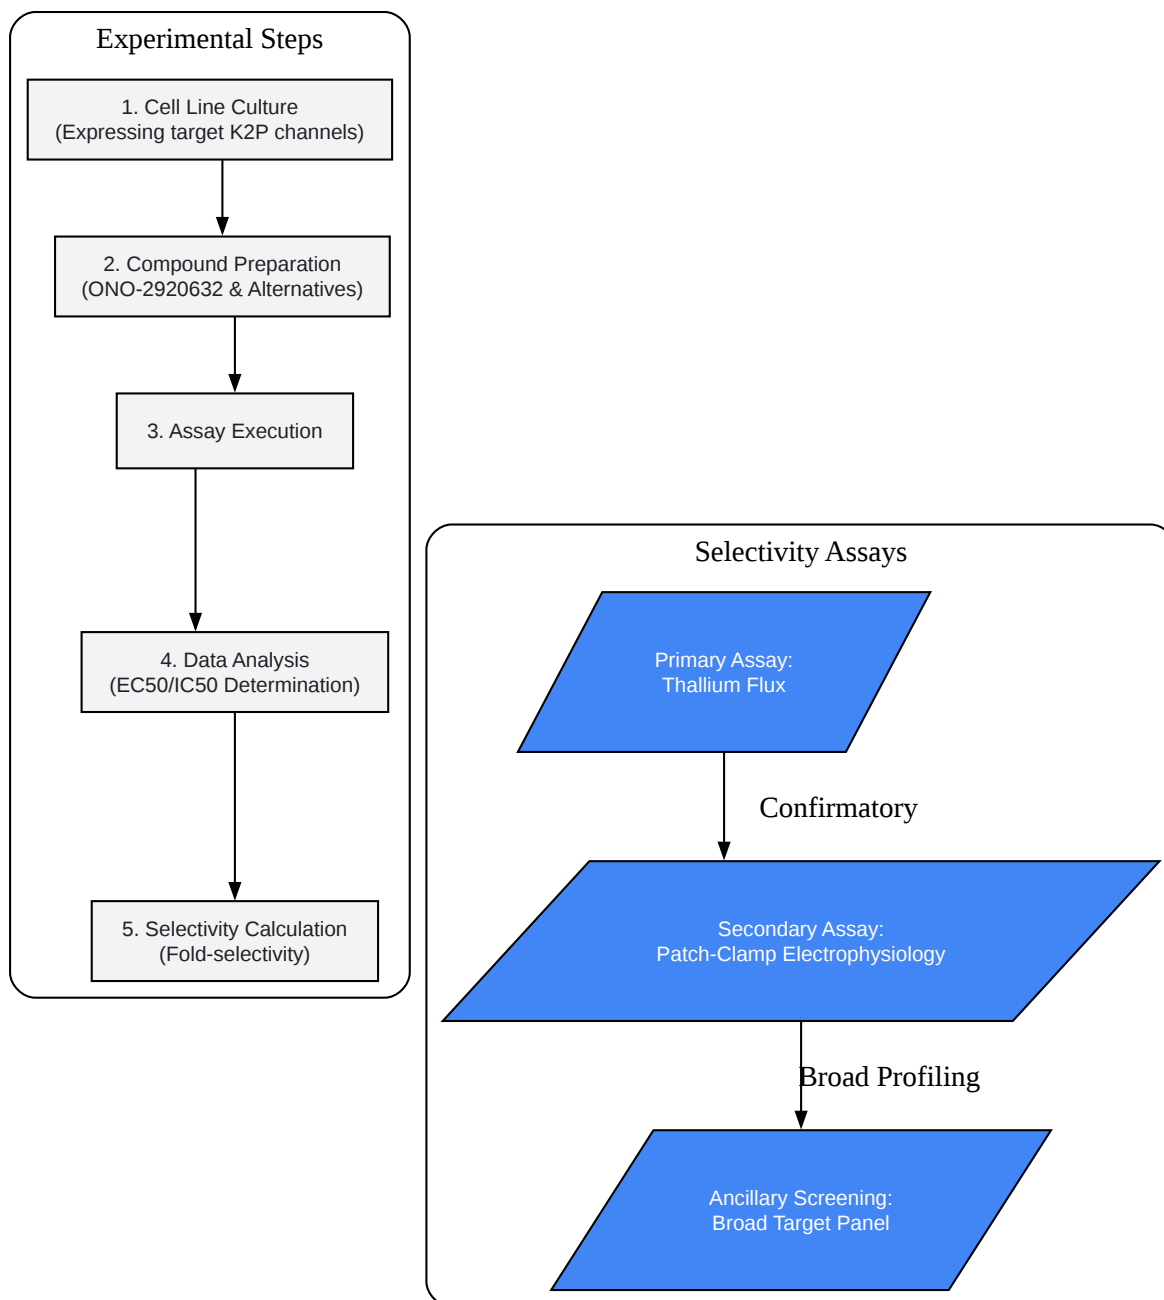 Experimental Steps
1. Cell Line Culture
(Expressing target K2P channels)
2. Compound Preparation
(ONO-2920632 & Alternatives)
3. Assay Execution
4. Data Analysis
(EC50/IC50 Determination)
5. Selectivity Calculation
(Fold-selectivity)
Selectivity Assays
Primary Assay:
Thallium Flux
Confirmatory
Secondary Assay:
Patch-Clamp Electrophysiology
Broad Profiling
Ancillary Screening:
Broad Target Panel